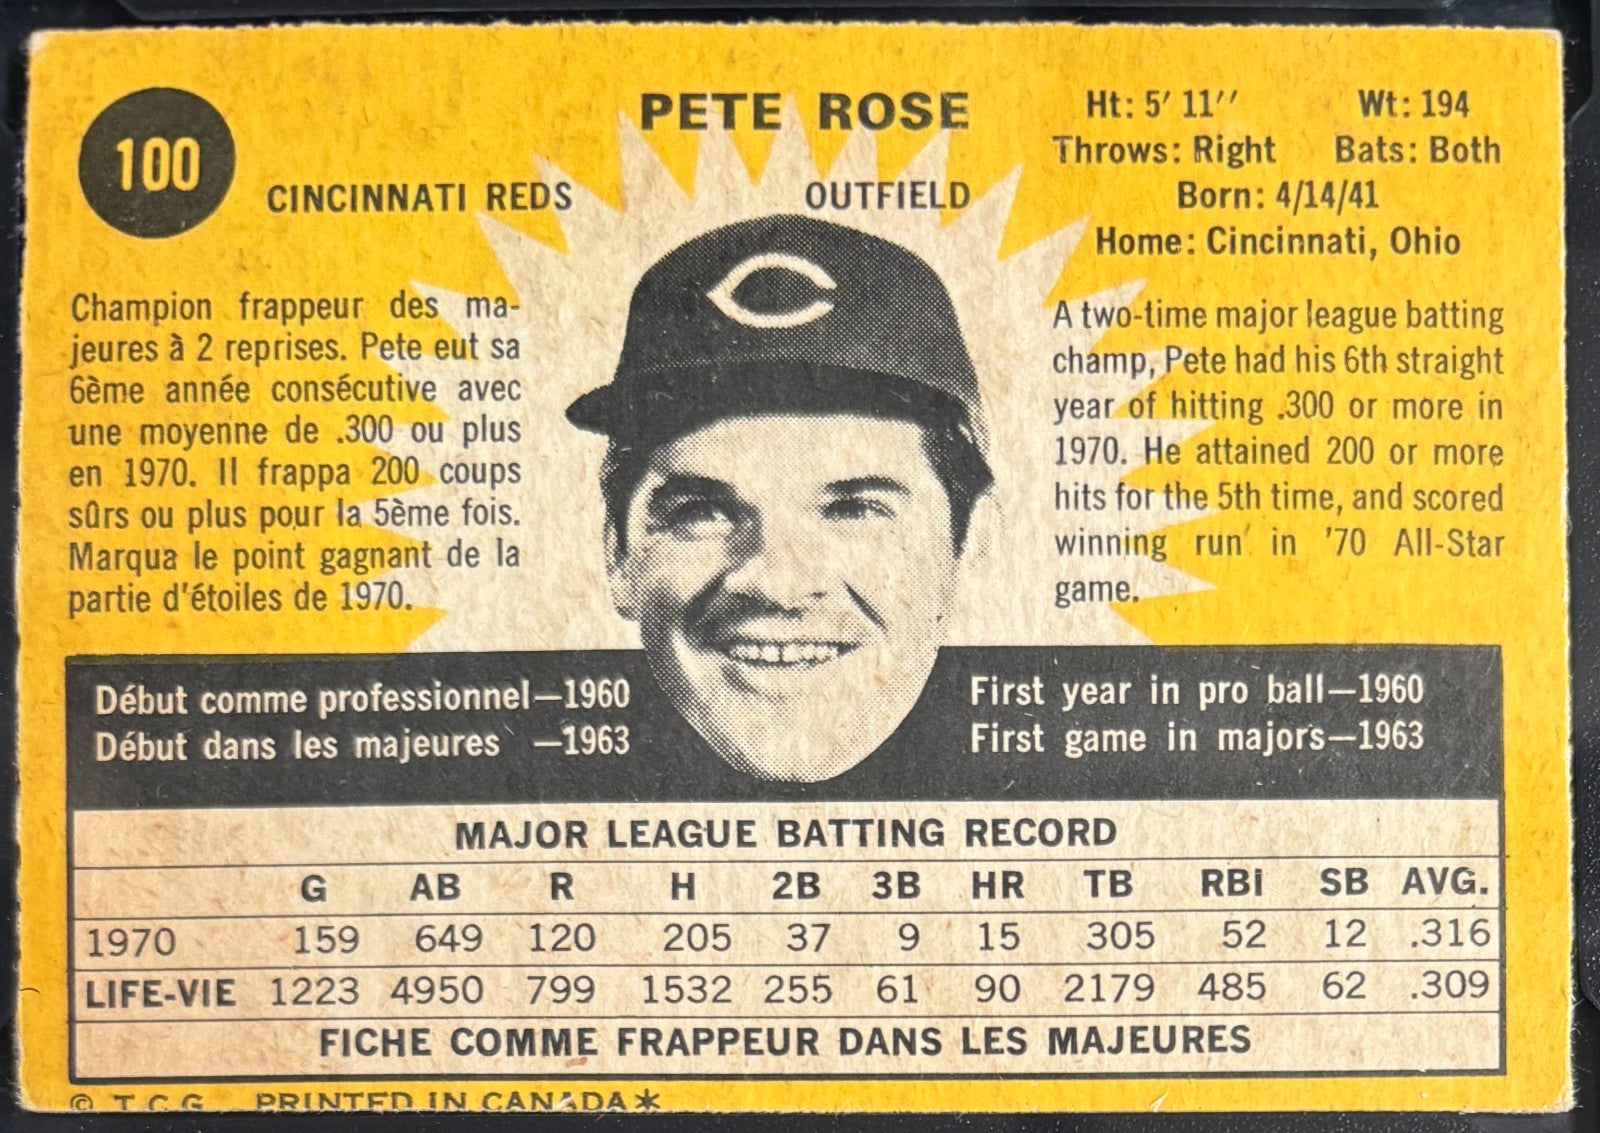 100
PETE ROSE
CINCINNATI REDS OUTFIELD
Ht: 5′ 11″ Wt: 194
Throws: Right Bats: Both
Born: 4/14/41
Home: Cincinnati, Ohio
Champion frappeur des ma-
jeures à 2 reprises. Pete eut sa
6ème année consécutive avec
une moyenne de .300 ou plus
en 1970. Il frappa 200 coups
sûrs ou plus pour la 5ème fois.
Marqua le point gagnant de la
partie d'étoiles de 1970.
A two-time major league batting
champ, Pete had his 6th straight
year of hitting .300 or more in
1970. He attained 200 or more
hits for the 5th time, and scored
winning run in '70 All-Star
game.
Début comme professionnel—1960
Début dans les majeures —1963
First year in pro ball—1960
First game in majors—1963
MAJOR LEAGUE BATTING RECORD
G AB R H 2B 3B HR TB RBI SB AVG.
1970 159 649 120 205 37 9 15 305 52 12 .316
LIFE-VIE 1223 4950 799 1532 255 61 90 2179 485 62 .309
FICHE COMME FRAPPEUR DANS LES MAJEURES
© T.C.G. PRINTED IN CANADA*